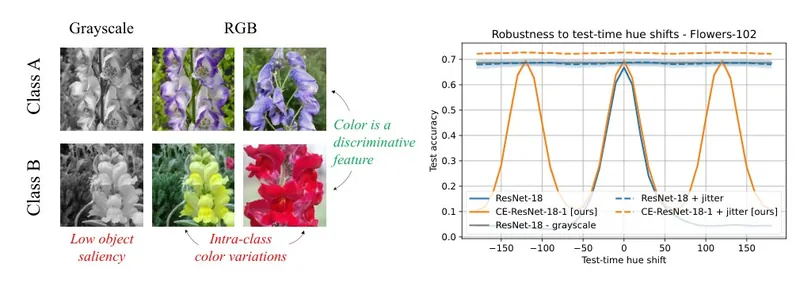 Grayscale
RGB
Class A
Class B
Color is a
discriminative
feature
Low object
saliency
Intra-class
color variations
Robustness to test-time hue shifts - Flowers-102
Test accuracy
0.7
0.6
0.5
0.4
0.3
0.2
0.1
0.0
ResNet-18
CE-ResNet-18-1 [ours]
ResNet-18 - grayscale
ResNet-18 + jitter
CE-ResNet-18-1 + jitter [ours]
−150 −100 −50 0 50 100 150
Test-time hue shift